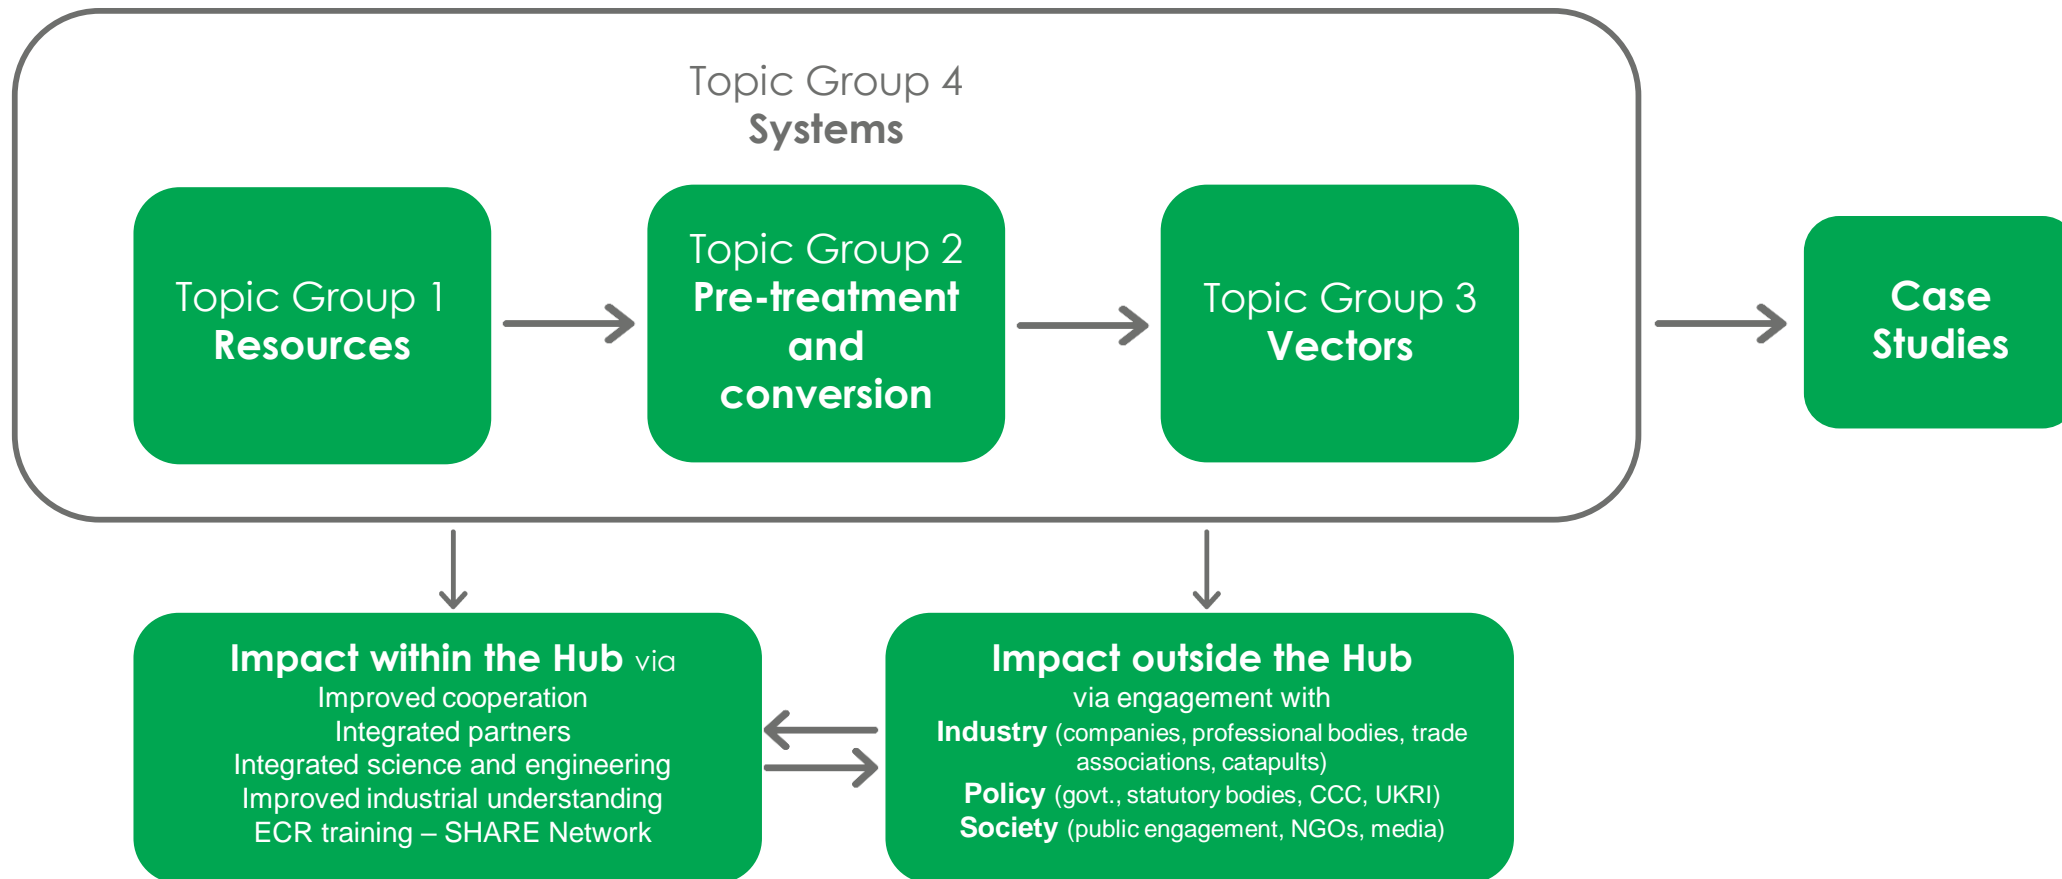 Topic Group 4
Systems
Topic Group 1
Resources
Topic Group 2
Pre-treatment
and
conversion
Topic Group 3
Vectors
Case
Studies
Impact within the Hub via
Improved cooperation
Integrated partners
Integrated science and engineering
Improved industrial understanding
ECR training – SHARE Network
Impact outside the Hub
via engagement with
Industry (companies, professional bodies, trade
associations, catapults)
Policy (govt., statutory bodies, CCC, UKRI)
Society (public engagement, NGOs, media)